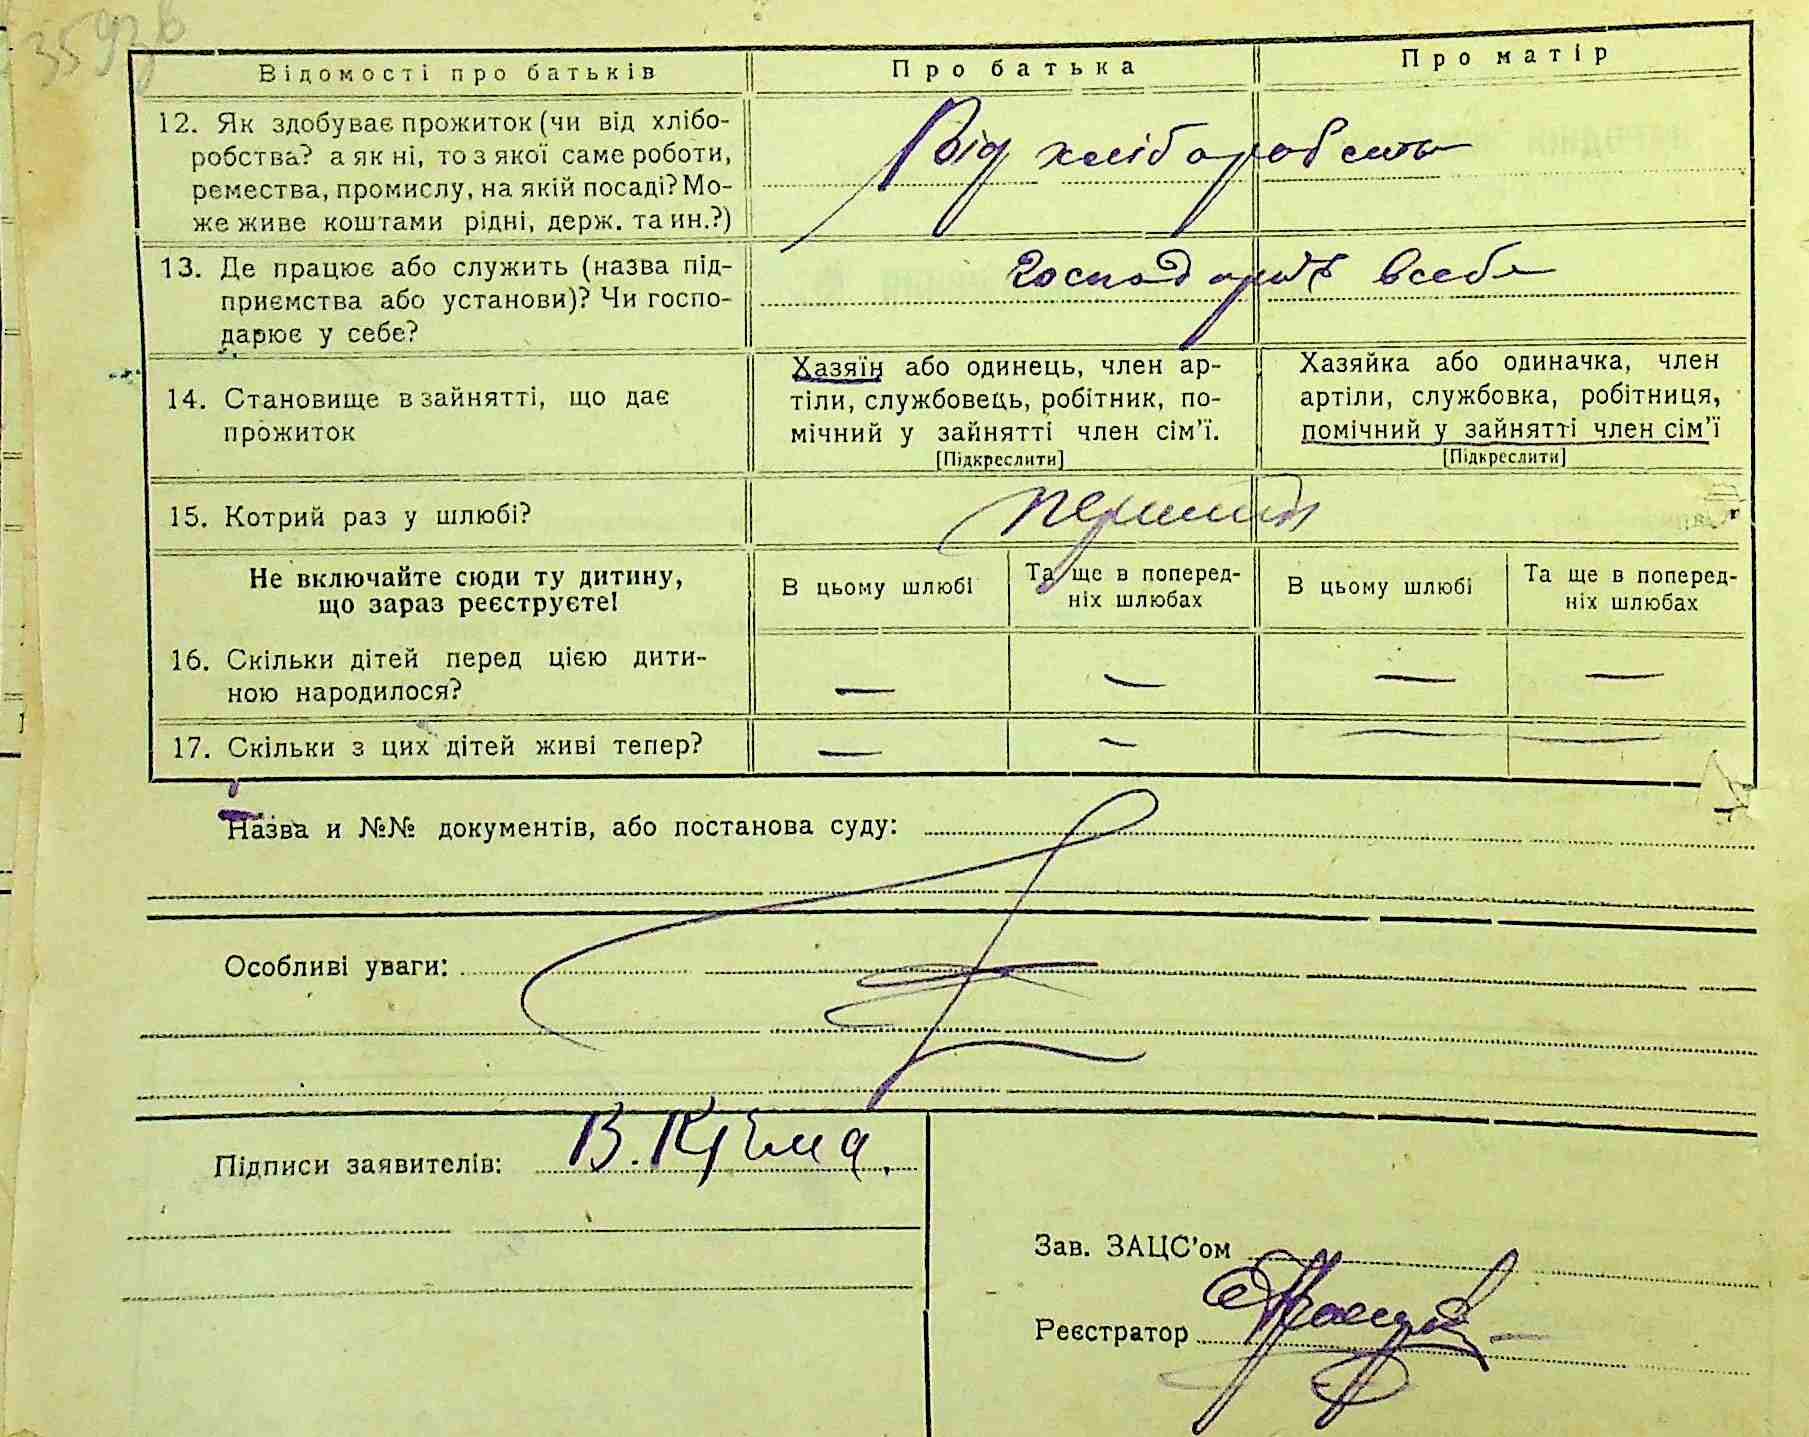 Відомості про батьків
Про батька
Про матір
12. Як здобуває прожиток (чи від хлібо-
робства? а як ні, то з якої саме роботи,
ремества, промислу, на якій посаді? Мо-
же живе коштами рідні, держ. та ин.?)
Від хліборобства
13. Де працює або служить (назва під-
приємства або установи)? Чи госпо-
дарює у себе?
Господарює в себе
14. Становище в зайнятті, що дає
прожиток
Хазяїн або одинець, член ар-
тіли, службовець, робітник, по-
мічний у зайнятті член сім'ї.
[Підкреслити]
Хазяйка або одиначка, член
артіли, службовка, робітниця,
помічний у зайнятті член сім'ї
[Підкреслити]
15. Котрий раз у шлюбі?
перший
Не включайте сюди ту дитину,
що зараз реєструєте!
В цьому шлюбі
Та ще в поперед-
ніх шлюбах
В цьому шлюбі
Та ще в поперед-
ніх шлюбах
16. Скільки дітей перед цією дити-
ною народилося?
— — — —
17. Скільки з цих дітей живі тепер?
— — —
Назва и №№ документів, або постанова суду:
Особливі уваги:
Підписи заявителів: В.
Зав. ЗАЦС'ом
Реєстратор